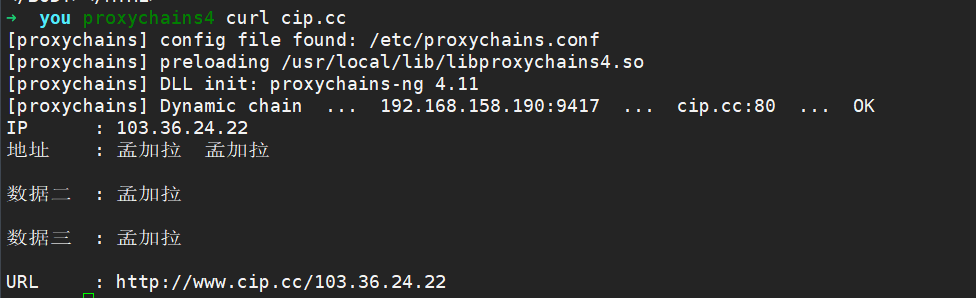 ➜  you proxychains4 curl cip.cc
[proxychains] config file found: /etc/proxychains.conf
[proxychains] preloading /usr/local/lib/libproxychains4.so
[proxychains] DLL init: proxychains-ng 4.11
[proxychains] Dynamic chain  ...  192.168.158.190:9417  ...  cip.cc:80  ...  OK
IP      : 103.36.24.22
地址    : 孟加拉  孟加拉
数据二  : 孟加拉
数据三  : 孟加拉
URL     : http://www.cip.cc/103.36.24.22